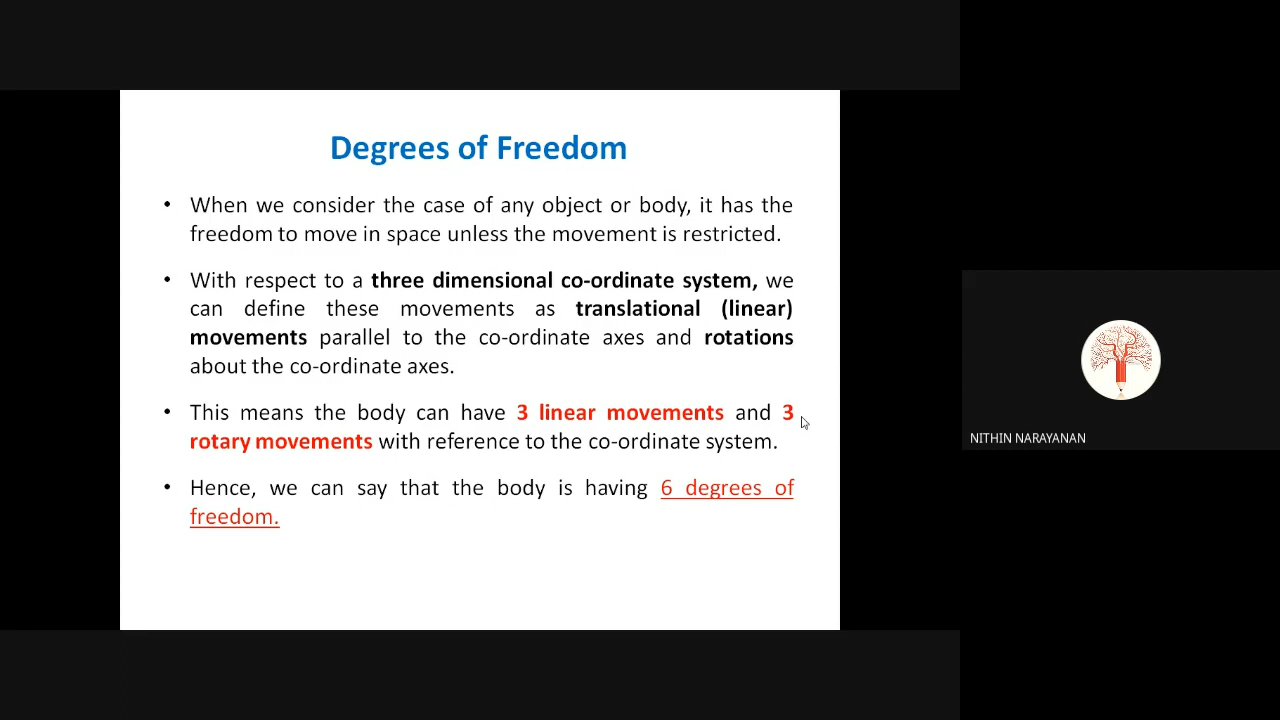 Degrees of Freedom
• When we consider the case of any object or body, it has the
freedom to move in space unless the movement is restricted.
• With respect to a three dimensional co-ordinate system, we
can define these movements as translational (linear)
movements parallel to the co-ordinate axes and rotations
about the co-ordinate axes.
• This means the body can have 3 linear movements and 3
rotary movements with reference to the co-ordinate system.
• Hence, we can say that the body is having 6 degrees of
freedom.
NITHIN NARAYANAN